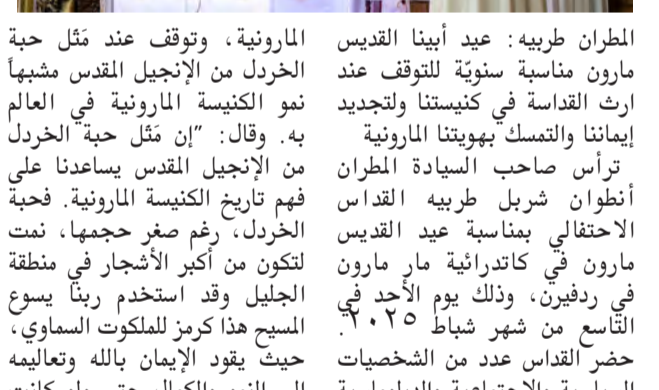 المطران طربيه: عيد أبينا القديس
مارون مناسبة سنويّة للتوقف عند
ارث القداسة في كنيستنا ولتجديد
إيماننا والتمسك بهويتنا المارونية
ترأس صاحب السيادة المطران
أنطوان شربل طربيه القداس
الاحتفالي بمناسبة عيد القديس
مارون في كاتدرائية مار مارون
في ردفيرن، وذلك يوم الأحد في
التاسع من شهر شباط ٢٠٢٥.
حضر القداس عدد من الشخصيات
المارونية، وتوقف عند مَثَل حبة
الخردل من الإنجيل المقدس مشبهاً
نمو الكنيسة المارونية في العالم
به. وقال: "إن مَثَل حبة الخردل
من الإنجيل المقدس يساعدنا على
فهم تاريخ الكنيسة المارونية. فحبة
الخردل، رغم صغر حجمها، نمت
لتكون من أكبر الأشجار في منطقة
الجليل وقد استخدم ربنا يسوع
المسيح هذا كرمز للملكوت السماوي،
حيث يقود الإيمان بالله وتعاليمه